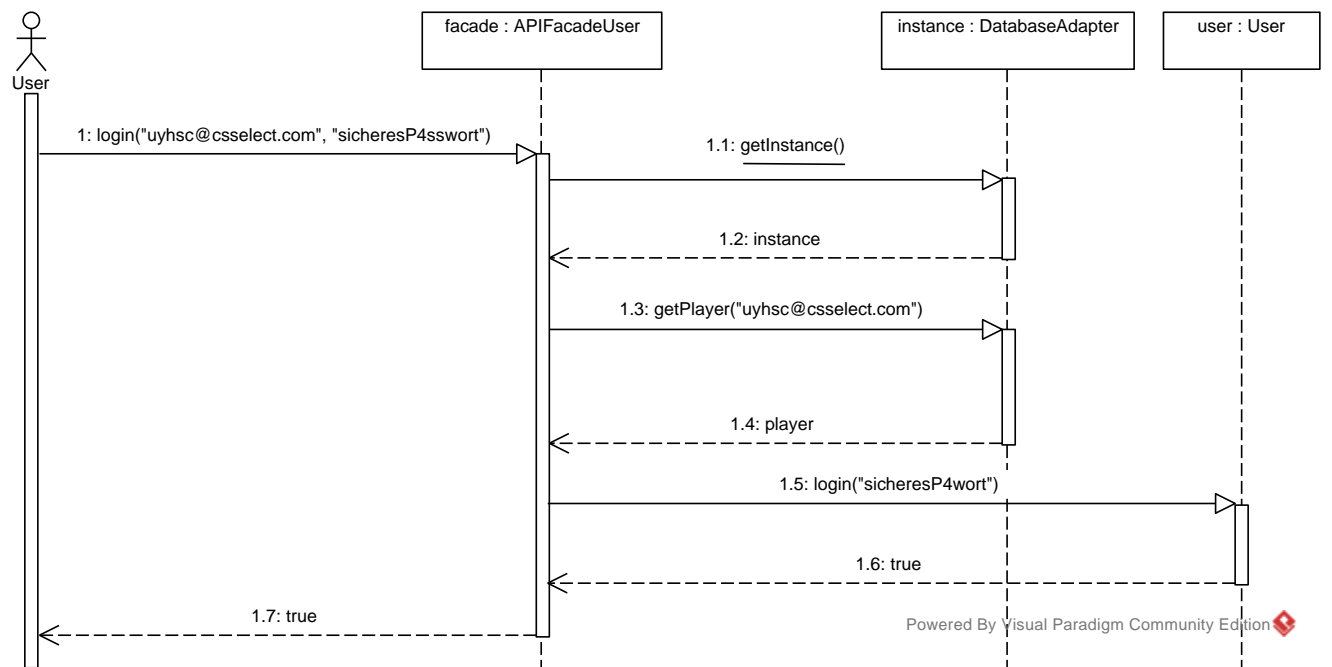 facade : APIFacadeUser
instance : DatabaseAdapter
user : User
User
1: login("uyhsc@csselect.com", "sicheresP4sswort")
1.1: getInstance()
1.2: instance
1.3: getPlayer("uyhsc@csselect.com")
1.4: player
1.5: login("sicheresP4wort")
1.6: true
1.7: true
Powered By Visual Paradigm Community Edition